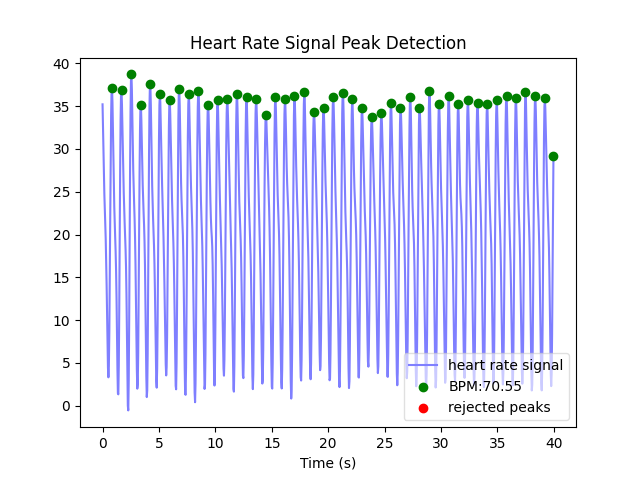 Heart Rate Signal Peak Detection
40
35
30
25
20
15
10
5
0
heart rate signal
BPM:70.55
rejected peaks
0 5 10 15 20 25 30 35 40
Time (s)